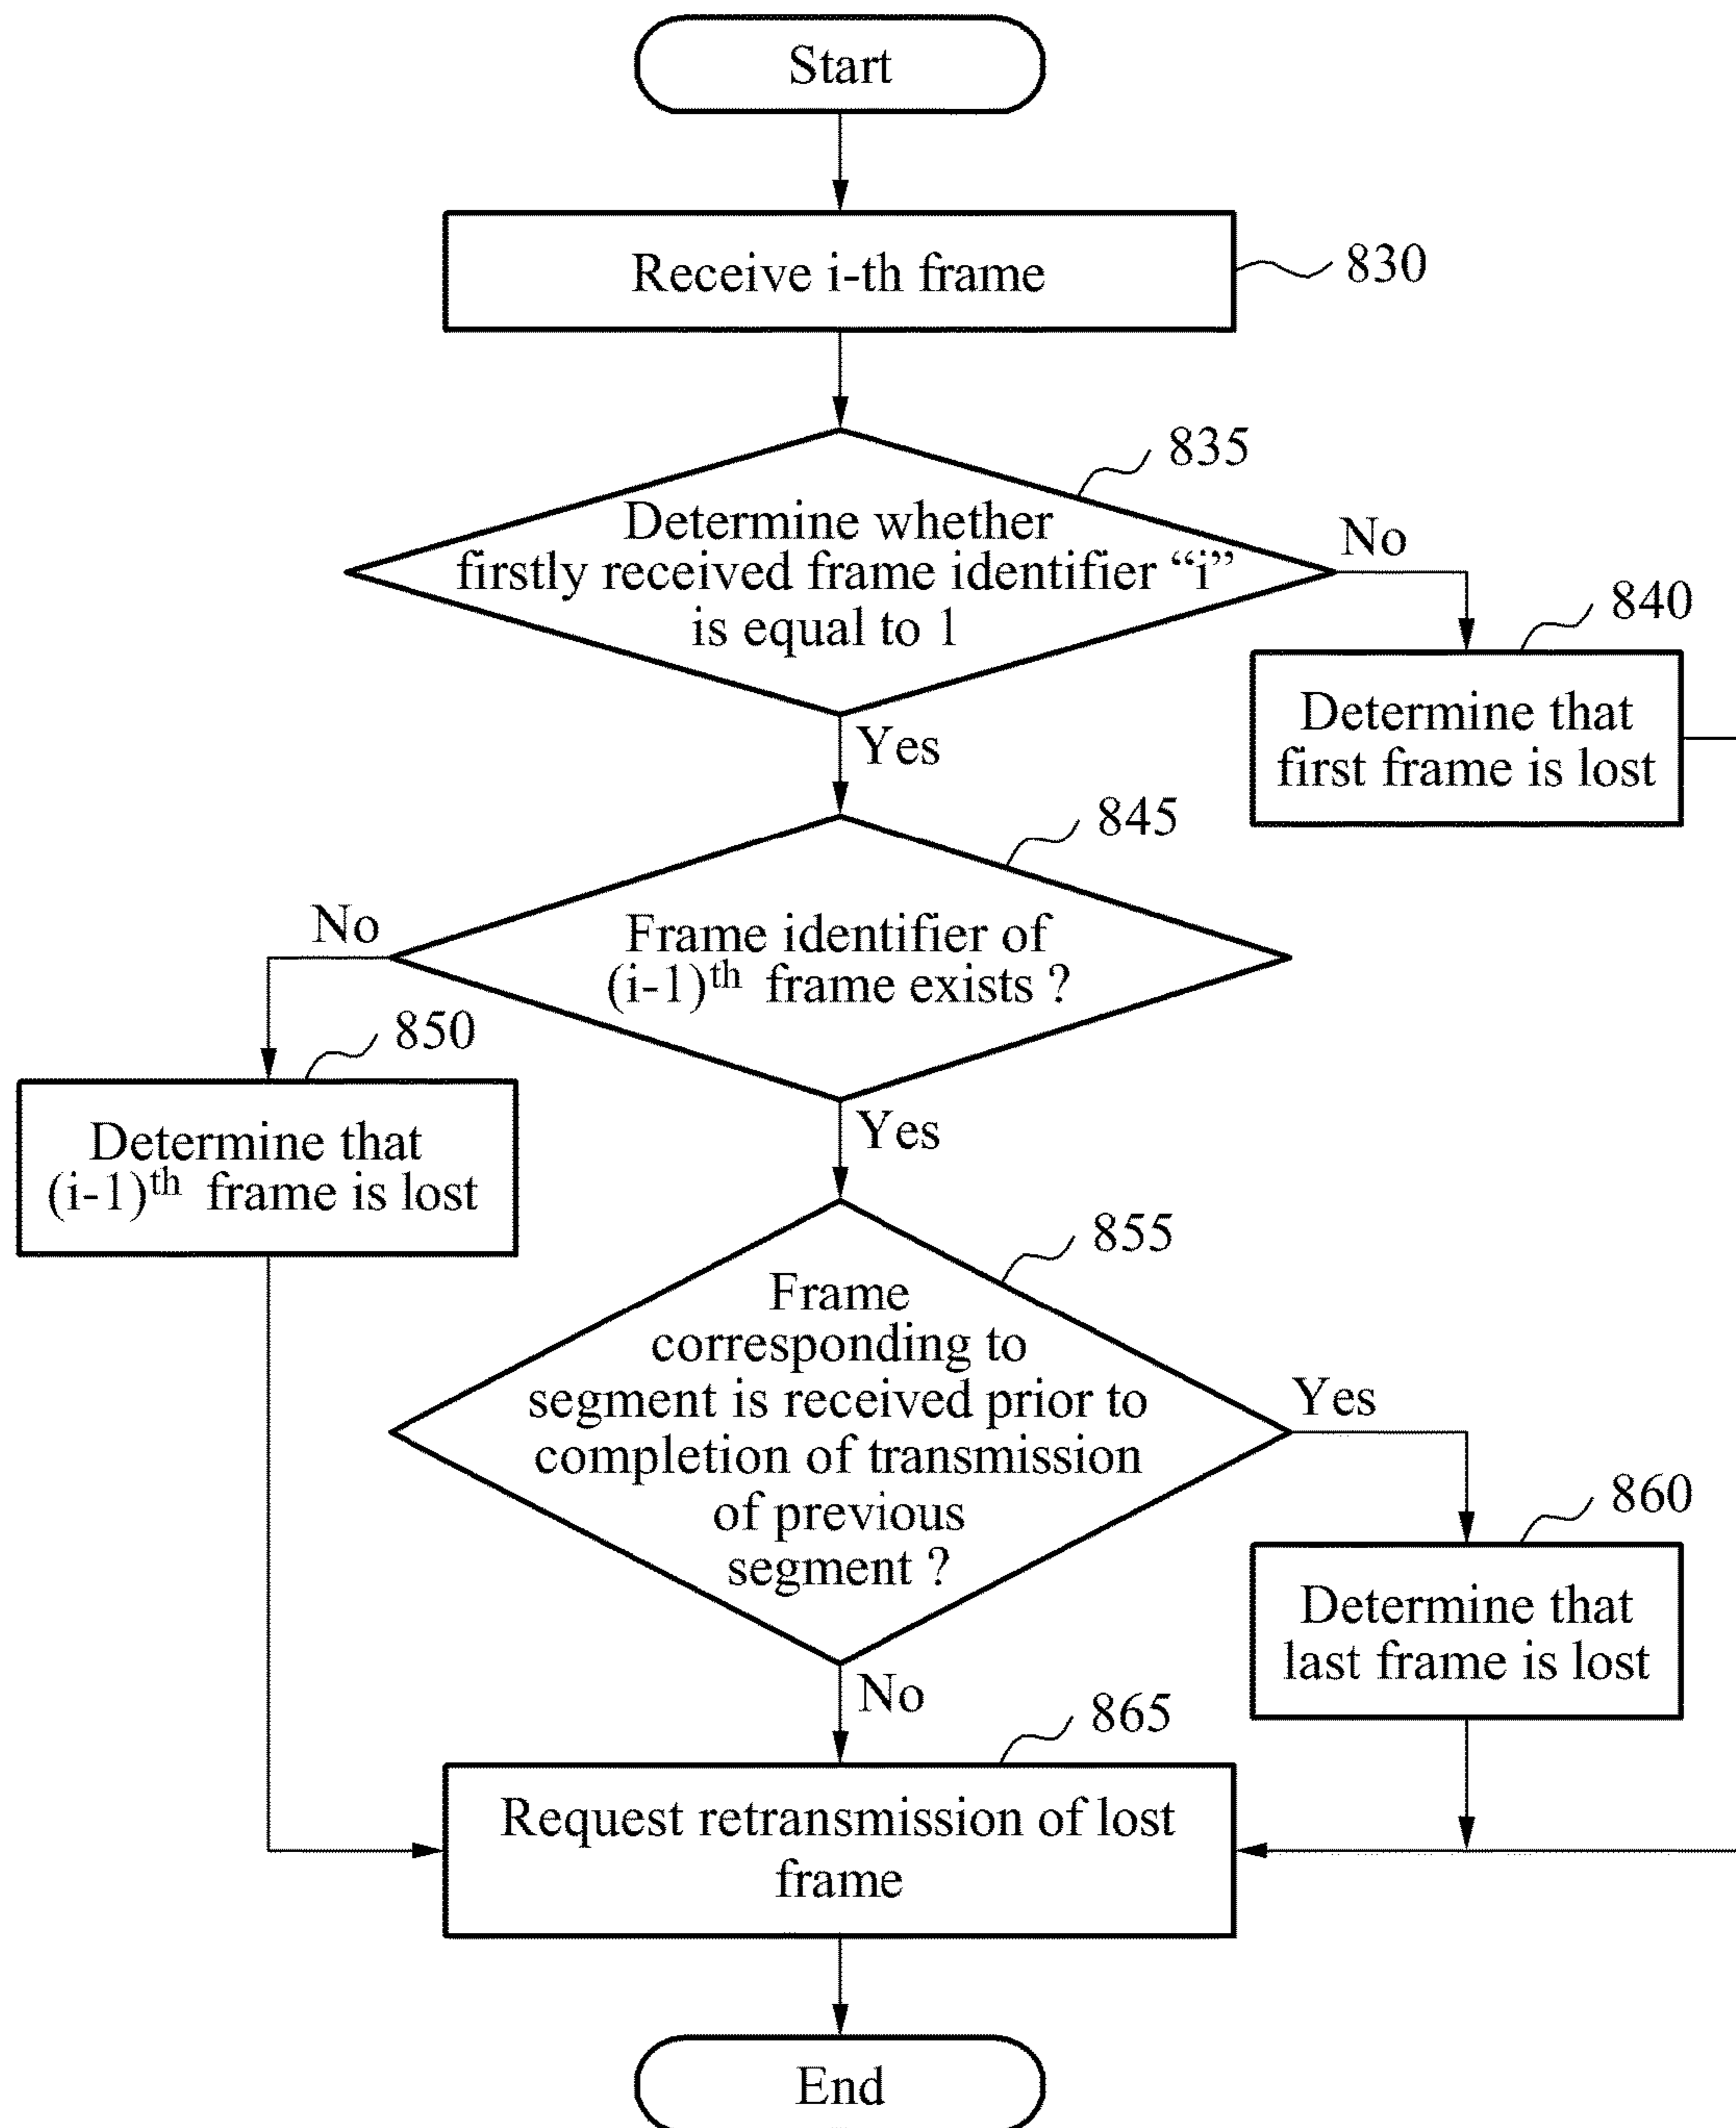 Start
Receive i-th frame
830
835
Determine whether
firstly received frame identifier “i”
is equal to 1
No
840
Determine that
first frame is lost
Yes
845
Frame identifier of
(i-1)th frame exists ?
No
850
Determine that
(i-1)th frame is lost
Yes
855
Frame
corresponding to
segment is received prior to
completion of transmission
of previous
segment ?
Yes
860
Determine that
last frame is lost
No
865
Request retransmission of lost
frame
End